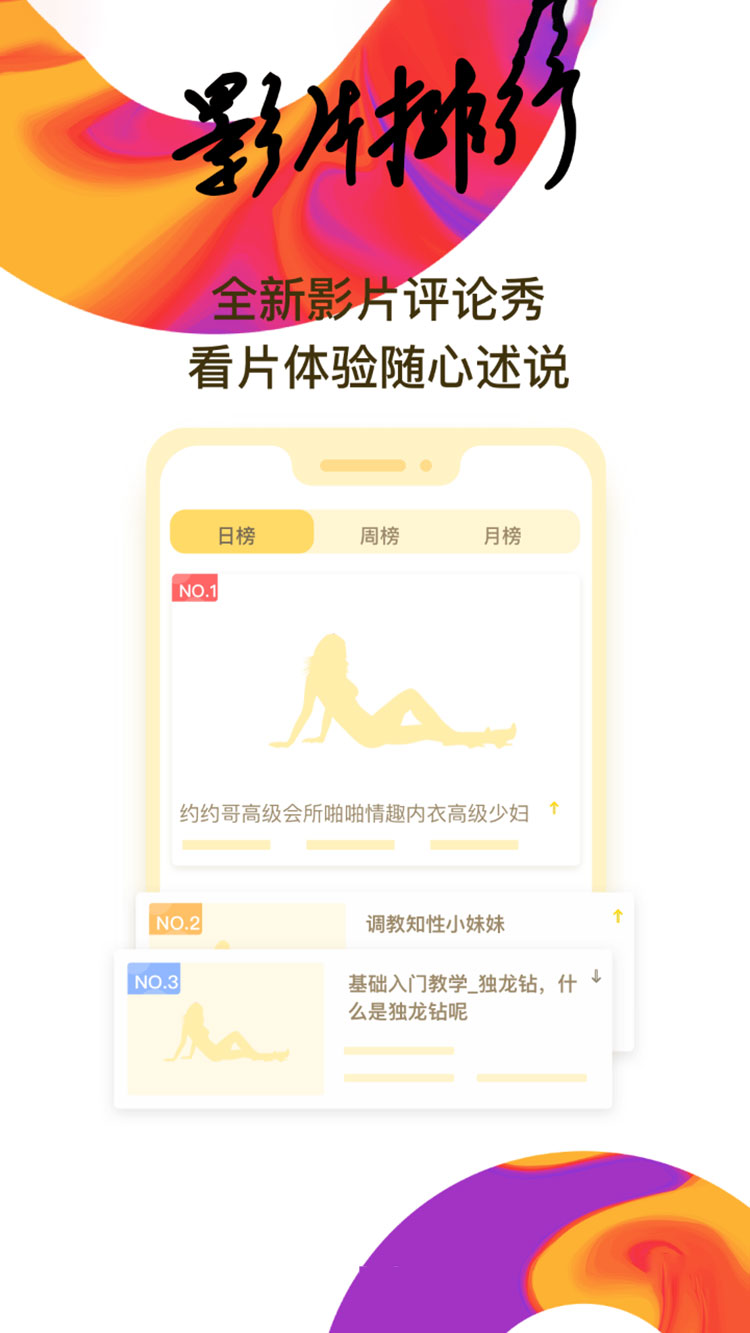 影片排行
全新影片评论秀
看片体验随心述说
日榜 周榜 月榜
NO.1
约约哥高级会所啪啪情趣内衣高级少妇
NO.2
调教知性小妹妹
NO.3
基础入门教学_独龙钻，什
么是独龙钻呢